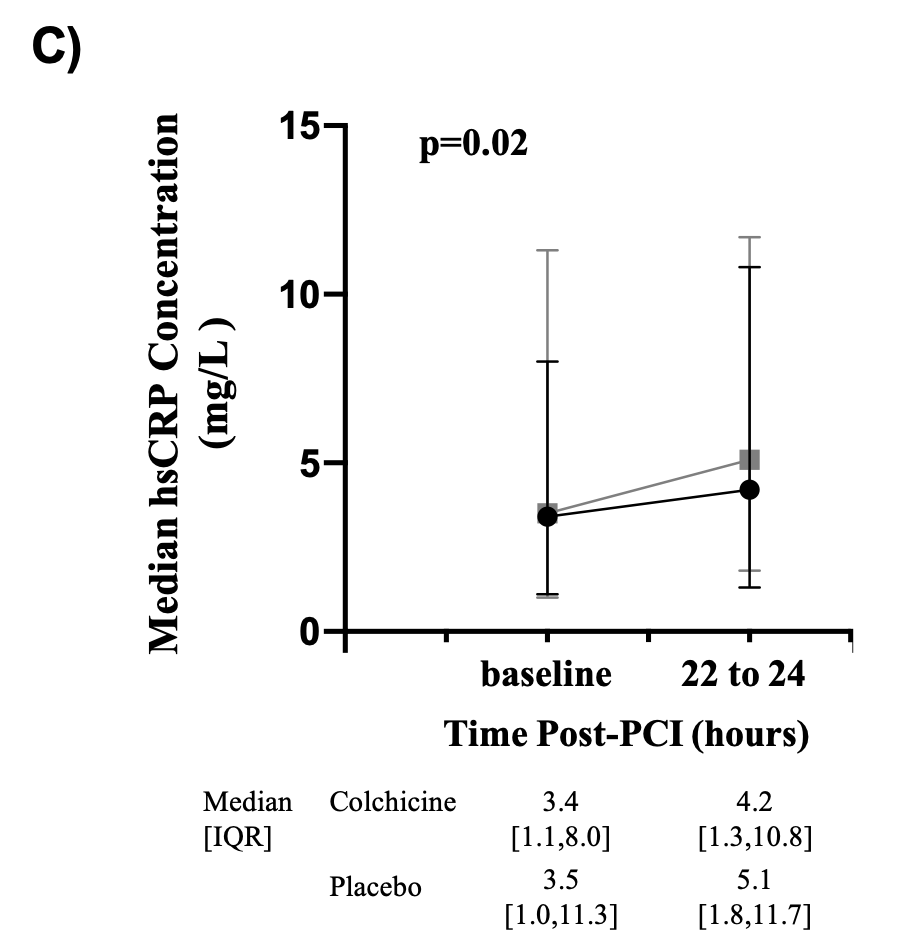 C)
Median hsCRP Concentration
(mg/L )
15
10
5
0
p=0.02
baseline 22 to 24
Time Post-PCI (hours)
Median Colchicine 3.4 4.2
[IQR] [1.1,8.0] [1.3,10.8]
Placebo 3.5 5.1
[1.0,11.3] [1.8,11.7]